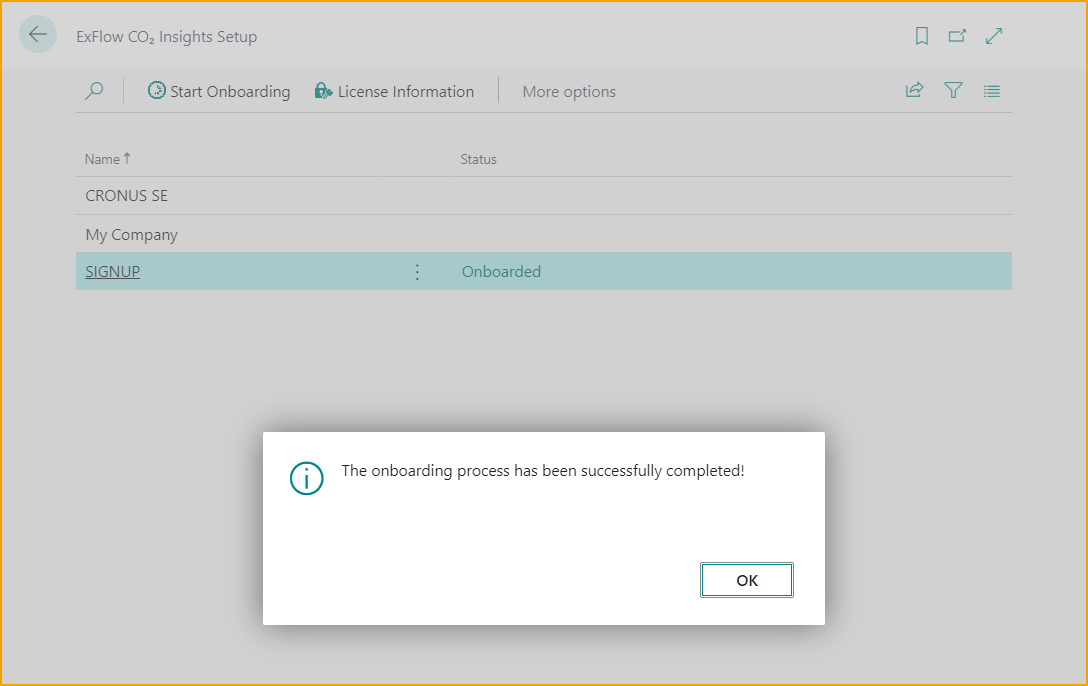 ExFlow CO₂ Insights Setup
Start Onboarding License Information More options
Name ↑ Status
CRONUS SE
My Company
SIGNUP Onboarded
The onboarding process has been successfully completed!
OK